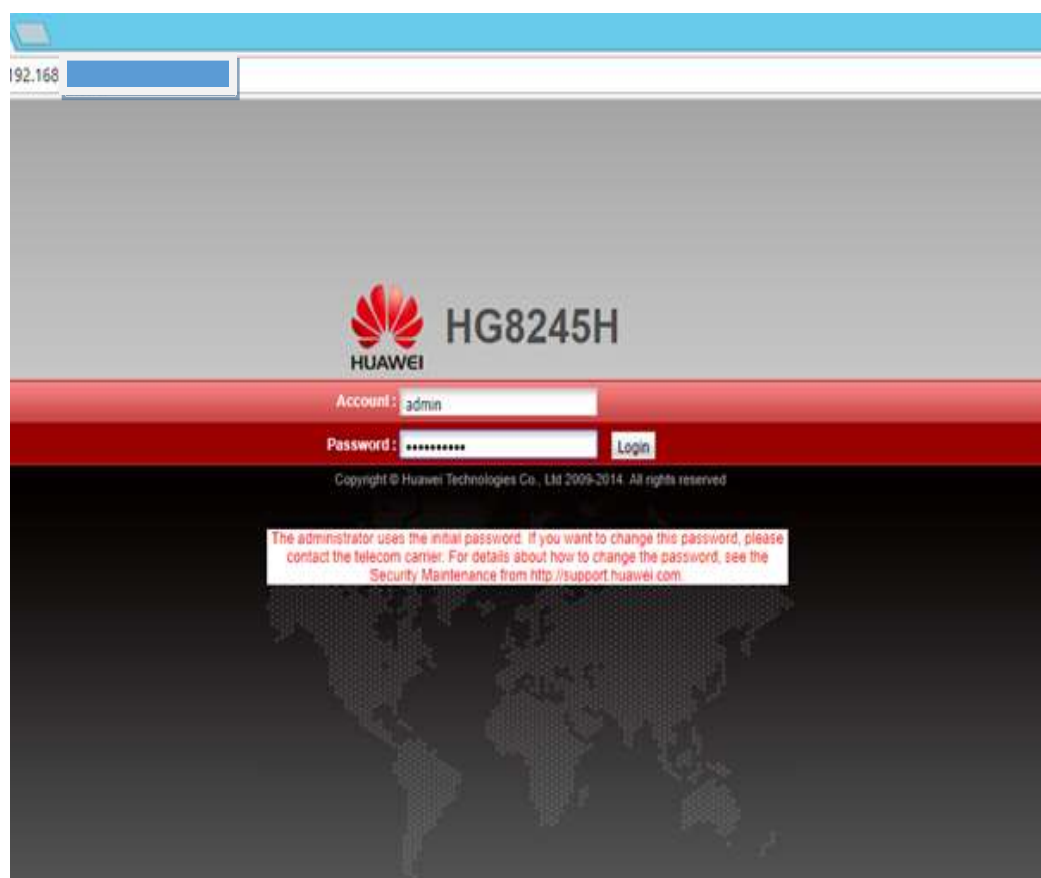 192.168
HUAWEI
HG8245H
Account : admin
Password : ••••••••••
Login
Copyright © Huawei Technologies Co., Ltd 2009-2014. All rights reserved
The administrator uses the initial password. If you want to change this password, please
contact the telecom carrier. For details about how to change the password, see the
Security Maintenance from http://support.huawei.com